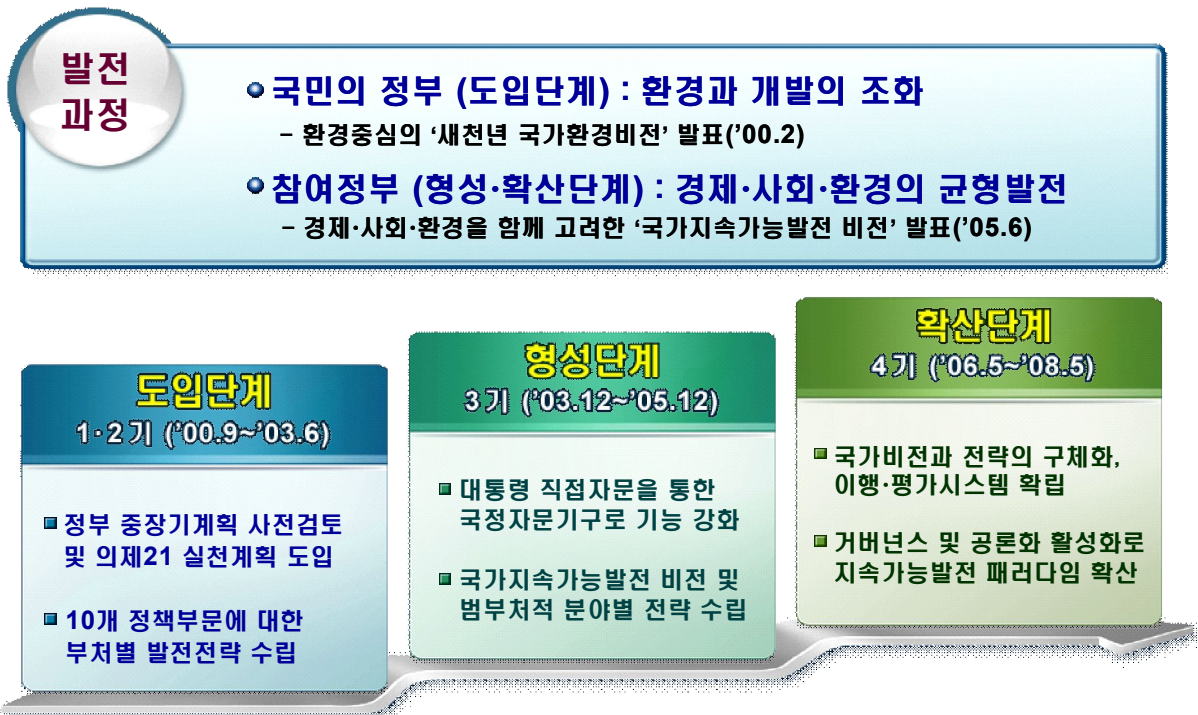 발전
과정
국민의 정부 (도입단계) : 환경과 개발의 조화
– 환경중심의 ‘새천년 국가환경비전’ 발표(’00.2)
참여정부 (형성·확산단계) : 경제·사회·환경의 균형발전
– 경제·사회·환경을 함께 고려한 ‘국가지속가능발전 비전’ 발표(’05.6)
도입단계
1·2기 (’00.9~’03.6)
정부 중장기계획 사전검토
및 의제21 실천계획 도입
10개 정책부문에 대한
부처별 발전전략 수립
형성단계
3기 (’03.12~’05.12)
대통령 직접자문을 통한
국정자문기구로 기능 강화
국가지속가능발전 비전 및
범부처적 분야별 전략 수립
확산단계
4기 (’06.5~’08.5)
국가비전과 전략의 구체화,
이행·평가시스템 확립
거버넌스 및 공론화 활성화로
지속가능발전 패러다임 확산